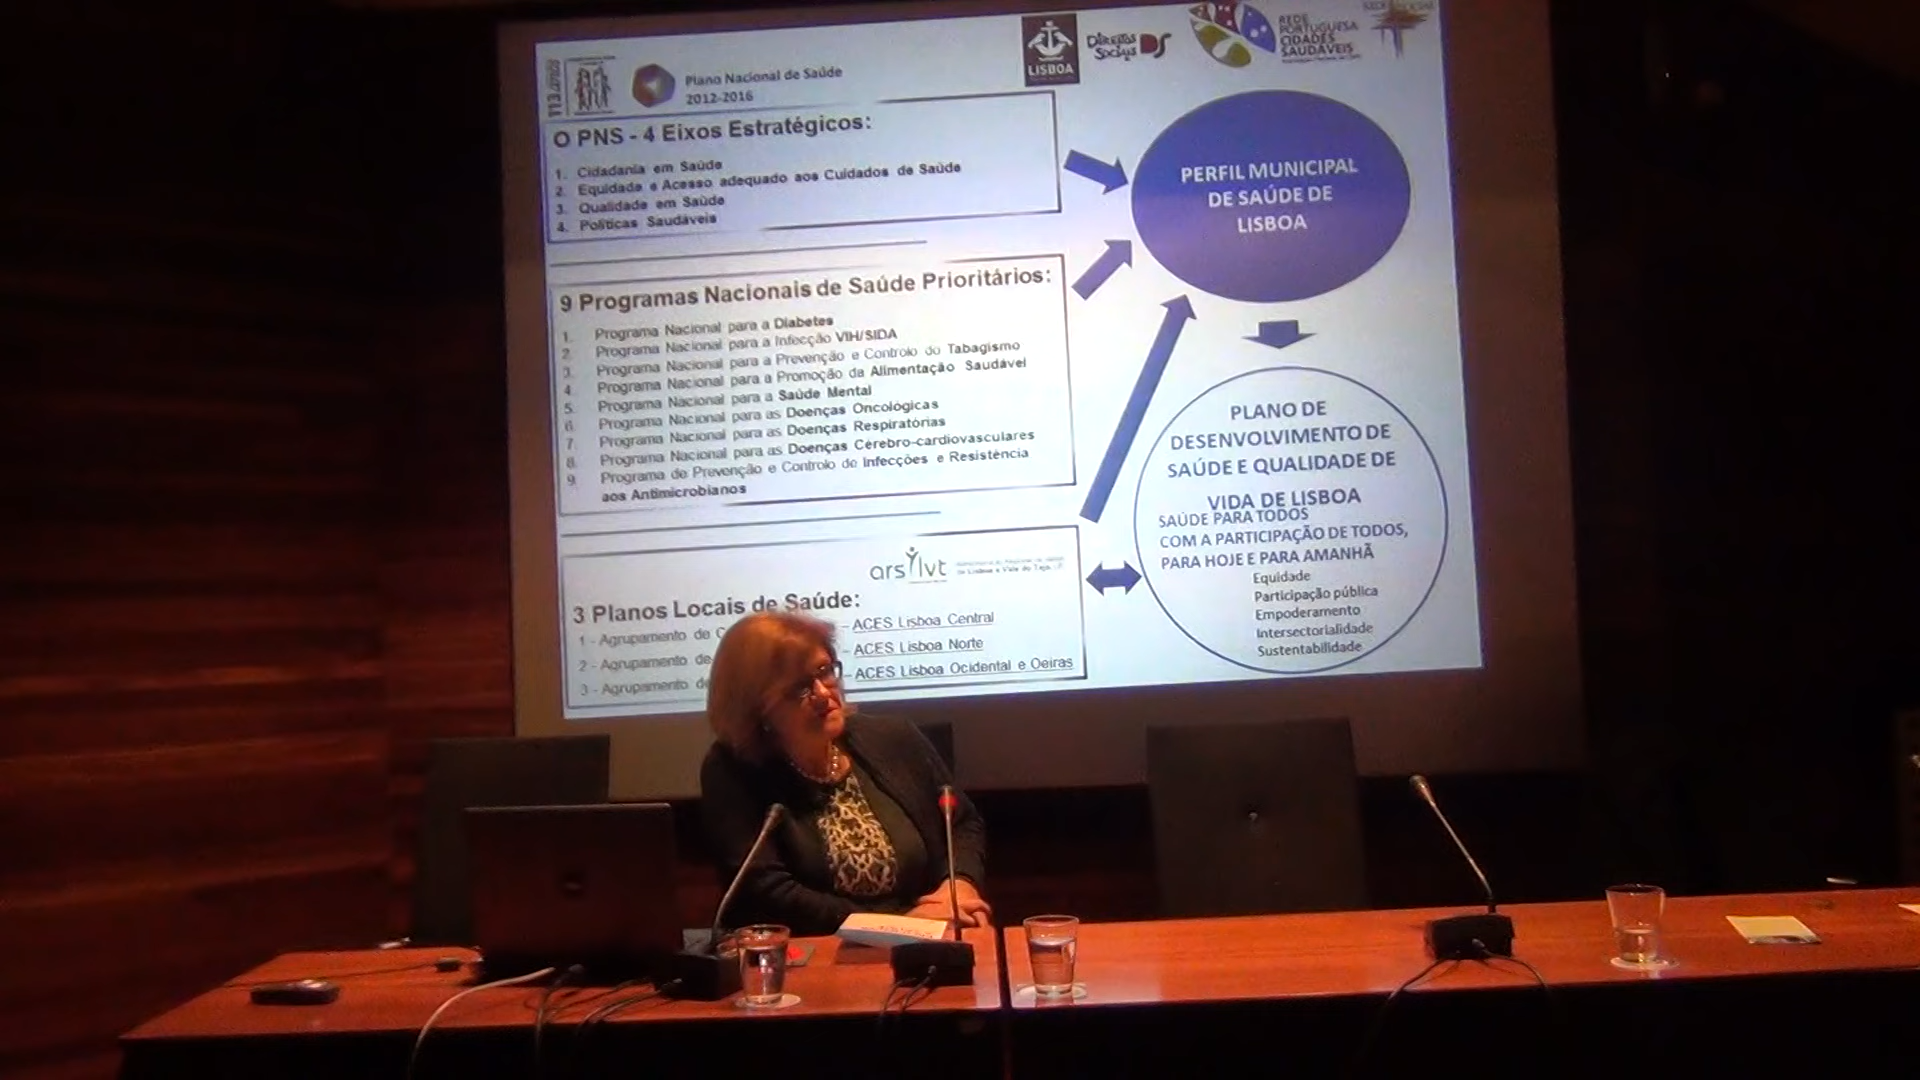 113 anos
Plano Nacional de Saúde
2012-2016
LISBOA
Direitos
Sociais DS
REDE
PORTUGUESA
CIDADES
SAUDÁVEIS
O PNS - 4 Eixos Estratégicos:
1. Cidadania em Saúde
2. Equidade e Acesso adequado aos Cuidados de Saúde
3. Qualidade em Saúde
4. Políticas Saudáveis
9 Programas Nacionais de Saúde Prioritários:
1. Programa Nacional para a Diabetes
2. Programa Nacional para a Infecção VIH/SIDA
3. Programa Nacional para a Prevenção e Controlo do Tabagismo
4. Programa Nacional para a Promoção da Alimentação Saudável
5. Programa Nacional para a Saúde Mental
6. Programa Nacional para as Doenças Oncológicas
7. Programa Nacional para as Doenças Respiratórias
8. Programa Nacional para as Doenças Cérebro-cardiovasculares
9. Programa de Prevenção e Controlo de Infecções e Resistência
aos Antimicrobianos
arslvt
3 Planos Locais de Saúde:
1 - Agrupamento de C – ACES Lisboa Central
2 - Agrupamento de – ACES Lisboa Norte
3 - Agrupamento de – ACES Lisboa Ocidental e Oeiras
PERFIL MUNICIPAL
DE SAÚDE DE
LISBOA
PLANO DE
DESENVOLVIMENTO DE
SAÚDE E QUALIDADE DE
VIDA DE LISBOA
SAÚDE PARA TODOS
COM A PARTICIPAÇÃO DE TODOS,
PARA HOJE E PARA AMANHÃ
Equidade
Participação pública
Empoderamento
Intersectorialidade
Sustentabilidade